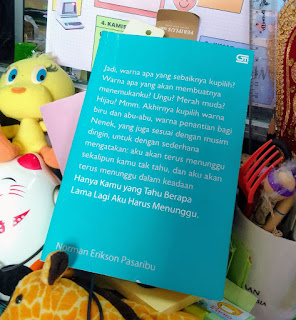 4. KAMIT
Jadi, warna apa yang sebaiknya kupilih?
Warna apa yang akan membuatnya
menemukanku? Ungu? Merah muda?
Hijau? Mmm. Akhirnya kupilih warna
biru dan abu-abu, warna penantian bagi
Nenek, yang juga sesuai dengan musim
dingin, untuk dengan sederhana
mengatakan: aku akan terus menunggu
sekalipun kamu tak tahu, dan aku akan
terus menunggu dalam keadaan
Hanya Kamu yang Tahu Berapa
Lama Lagi Aku Harus Menunggu.
Norman Erikson Pasaribu